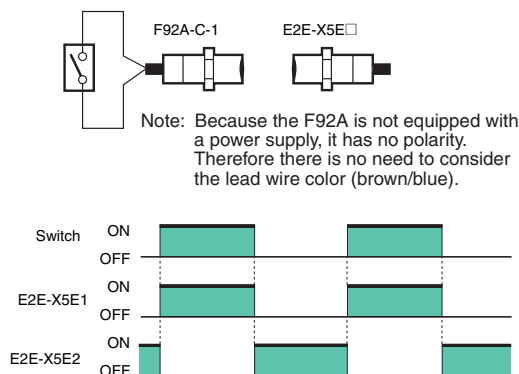 F92A-C-1 E2E-X5E□
Note: Because the F92A is not equipped with
a power supply, it has no polarity.
Therefore there is no need to consider
the lead wire color (brown/blue).
Switch ON
OFF
E2E-X5E1 ON
OFF
E2E-X5E2 ON
OFF